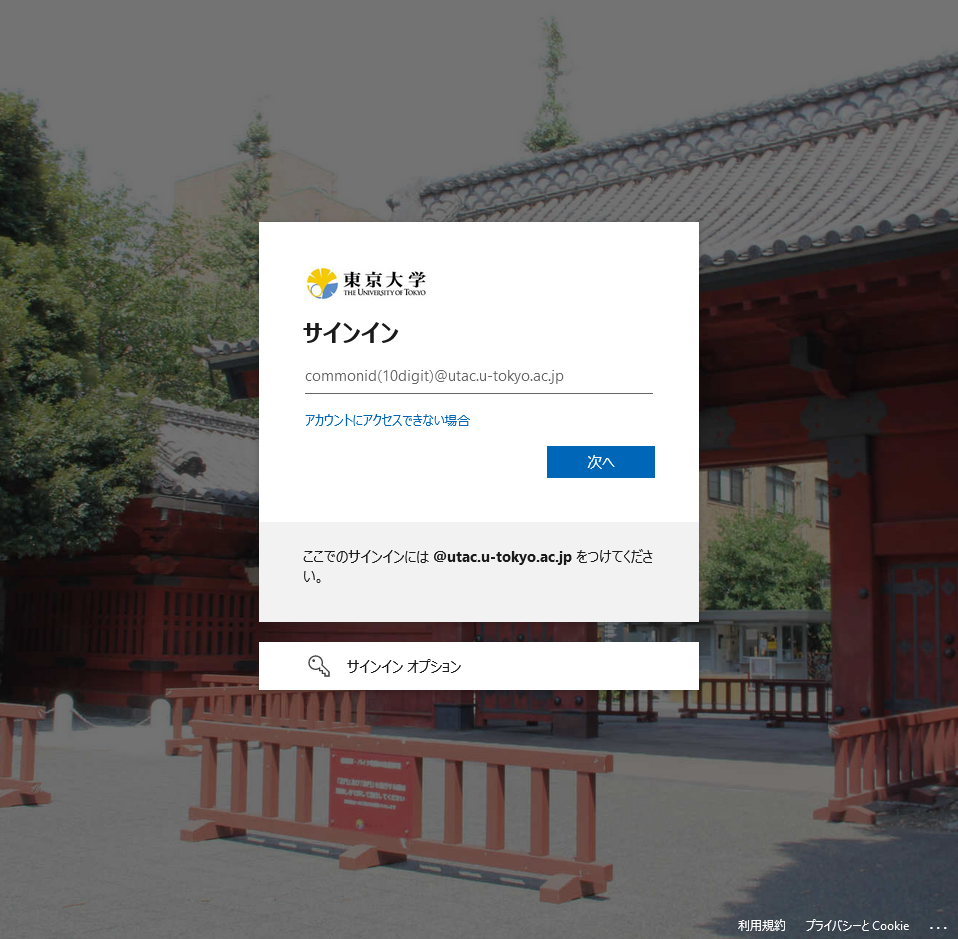 東京大学
THE UNIVERSITY OF TOKYO
サインイン
commonid(10digit)@utac.u-tokyo.ac.jp
アカウントにアクセスできない場合
次へ
ここでのサインインには @utac.u-tokyo.ac.jp をつけてくださ
い。
サインイン オプション
利用規約 プライバシーと Cookie ...